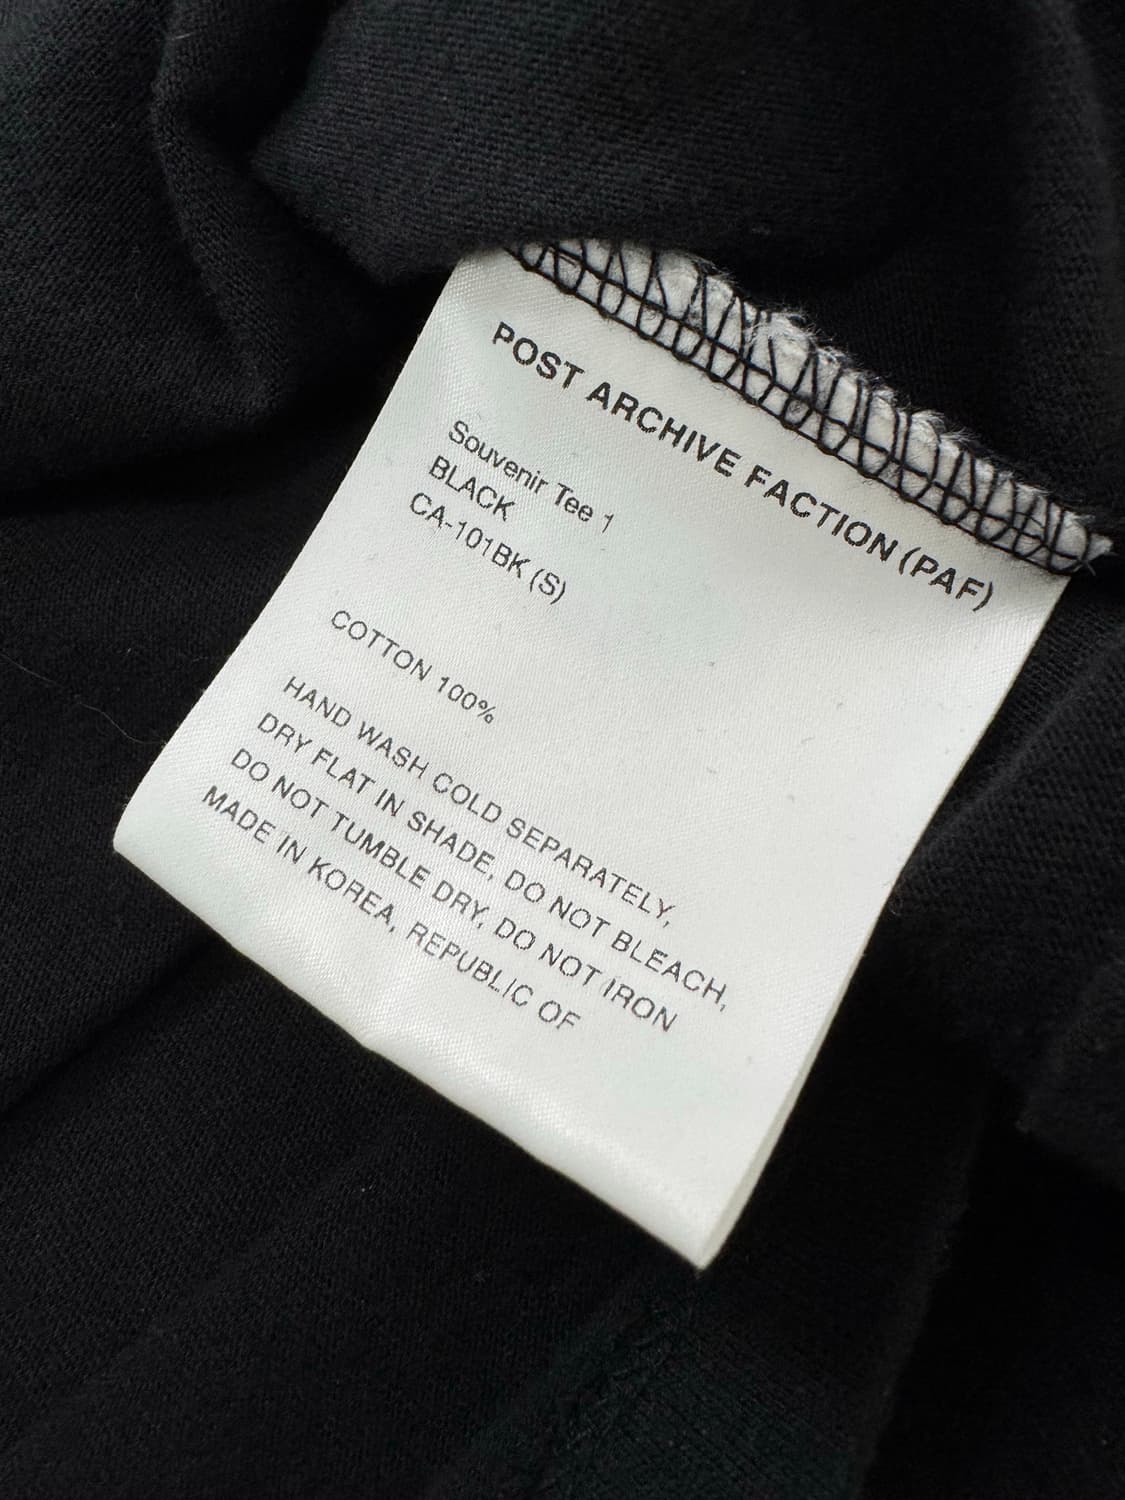 POST ARCHIVE FACTION (PAF)
Souvenir Tee 1
BLACK
CA-101BK (S)
COTTON 100%
HAND WASH COLD SEPARATELY,
DRY FLAT IN SHADE, DO NOT BLEACH,
DO NOT TUMBLE DRY, DO NOT IRON
MADE IN KOREA, REPUBLIC OF